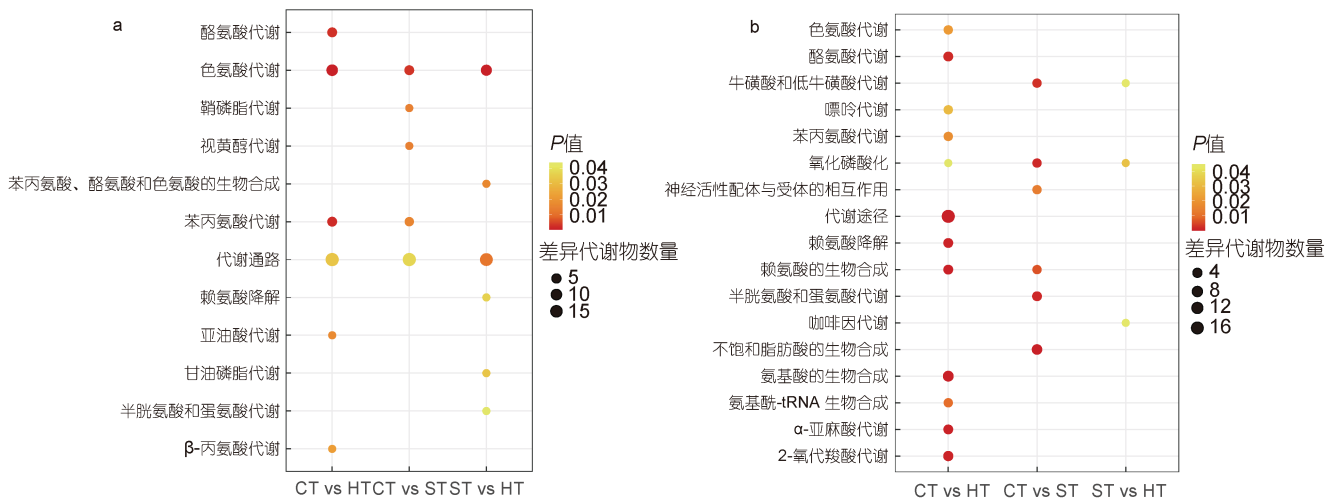 a
酪氨酸代谢
色氨酸代谢
鞘磷脂代谢
视黄醇代谢
苯丙氨酸、酪氨酸和色氨酸的生物合成
苯丙氨酸代谢
代谢通路
赖氨酸降解
亚油酸代谢
甘油磷脂代谢
半胱氨酸和蛋氨酸代谢
β-丙氨酸代谢
CT vs HT CT vs ST ST vs HT
P值
0.04
0.03
0.02
0.01
差异代谢物数量
5
10
15
b
色氨酸代谢
酪氨酸代谢
牛磺酸和低牛磺酸代谢
嘌呤代谢
苯丙氨酸代谢
氧化磷酸化
神经活性配体与受体的相互作用
代谢途径
赖氨酸降解
赖氨酸的生物合成
半胱氨酸和蛋氨酸代谢
咖啡因代谢
不饱和脂肪酸的生物合成
氨基酸的生物合成
氨基酰-tRNA 生物合成
α-亚麻酸代谢
2-氧代羧酸代谢
CT vs HT CT vs ST ST vs HT
P值
0.04
0.03
0.02
0.01
差异代谢物数量
4
8
12
16